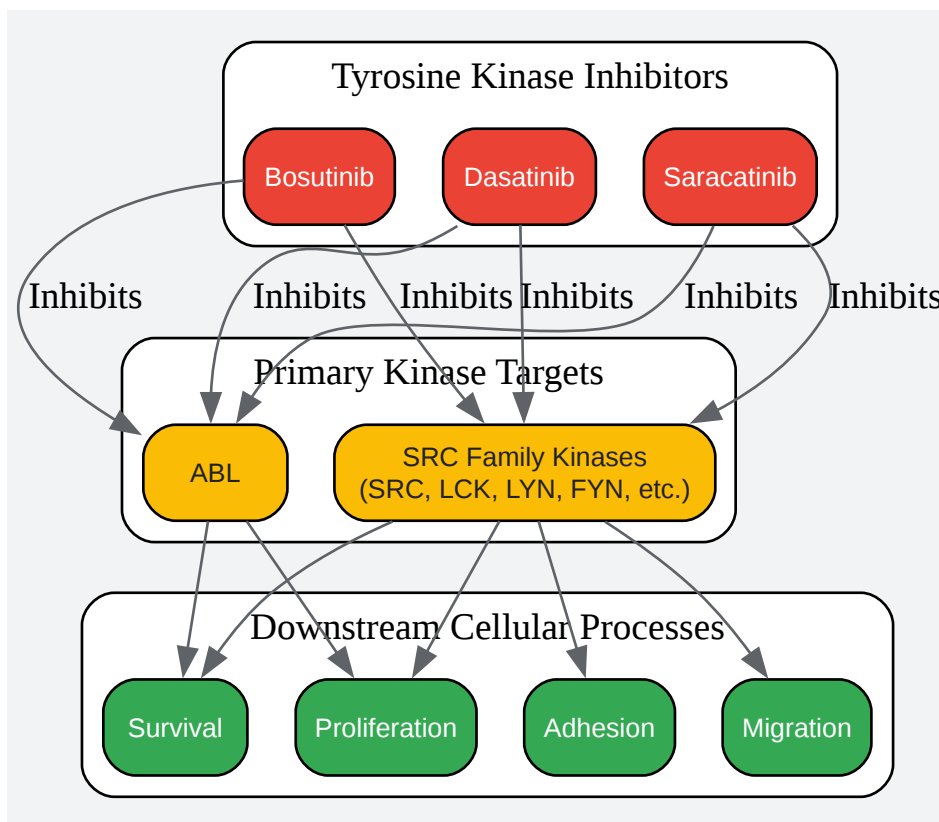 Tyrosine Kinase Inhibitors
Bosutinib
Dasatinib
Saracatinib
Inhibits
Inhibits
Inhibits
Inhibits
Inhibits
Inhibits
Primary Kinase Targets
ABL
SRC Family Kinases
(SRC, LCK, LYN, FYN, etc.)
Downstream Cellular Processes
Survival
Proliferation
Adhesion
Migration